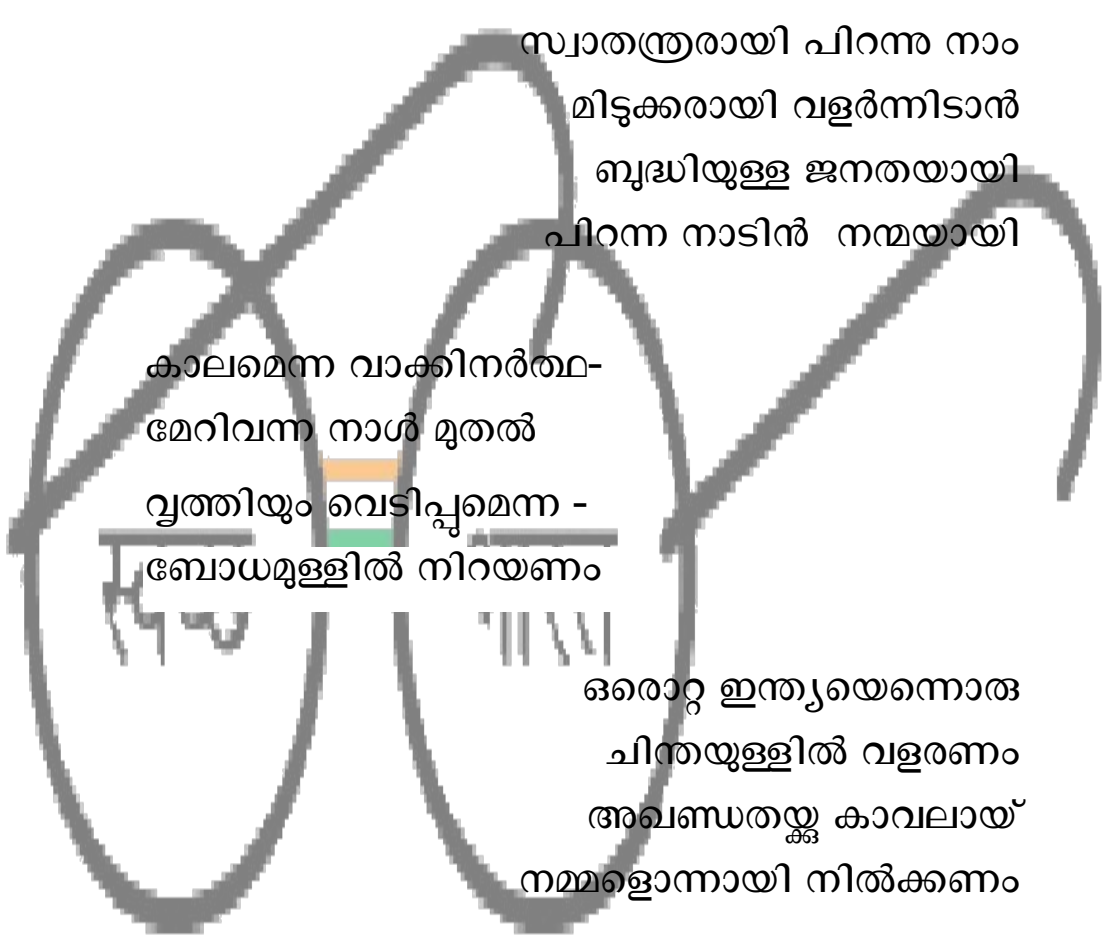 സ്വാതന്ത്രരായി പിറന്നു നാം
മിടുക്കരായി വളർന്നിടാൻ
ബുദ്ധിയുള്ള ജനതയായി
പിറന്ന നാടിൻ നന്മയായി
കാലമെന്ന വാക്കിനർത്ഥ-
മേറിവന്ന നാൾ മുതൽ
വൃത്തിയും വെടിപ്പുമെന്ന -
ബോധമുള്ളിൽ നിറയണം
ഒരൊറ്റ ഇന്ത്യയെന്നൊരു
ചിന്തയുള്ളിൽ വളരണം
അഖണ്ഡതയ്ക്കു കാവലായ്
നമ്മളൊന്നായി നിൽക്കണം